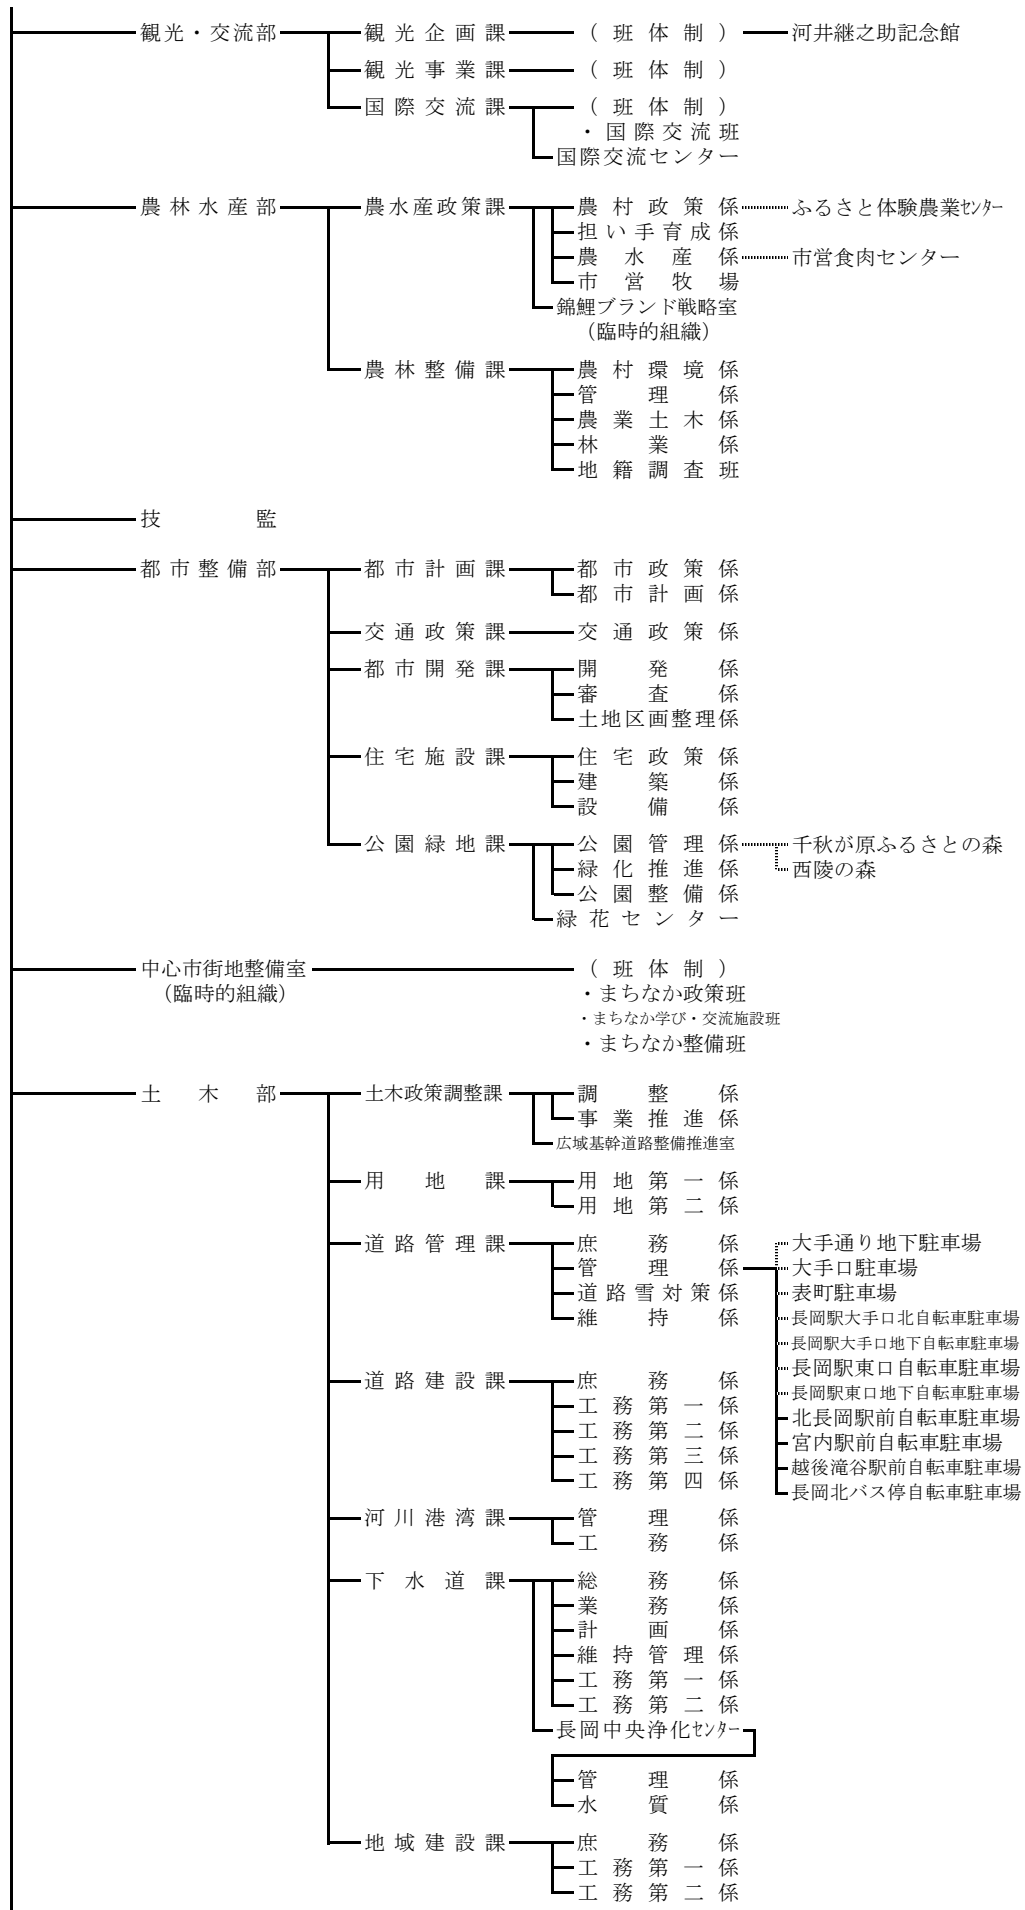 観光・交流部 観光企画課 (班体制) 河井継之助記念館
観光事業課 (班体制)
国際交流課 (班体制)
・国際交流班
国際交流センター
農林水産部 農水産政策課 農村政策係 ふるさと体験農業ｾﾝﾀｰ
担い手育成係
農水産係 市営食肉センター
市営牧場
錦鯉ブランド戦略室
(臨時的組織)
農林整備課 農村環境係
管理係
農業土木係
林業係
地籍調査班
技監
都市整備部 都市計画課 都市政策係
都市計画係
交通政策課 交通政策係
都市開発課 開発係
審査係
土地区画整理係
住宅施設課 住宅政策係
建築係
設備係
公園緑地課 公園管理係 千秋が原ふるさとの森
緑化推進係 西陵の森
公園整備係
緑花センター
中心市街地整備室 (班体制)
(臨時的組織) ・まちなか政策班
・まちなか学び・交流施設班
・まちなか整備班
土木部 土木政策調整課 調整係
事業推進係
広域基幹道路整備推進室
用地課 用地第一係
用地第二係
道路管理課 庶務係 大手通り地下駐車場
管理係 大手口駐車場
道路雪対策係 表町駐車場
維持係 長岡駅大手口北自転車駐車場
長岡駅大手口地下自転車駐車場
長岡駅東口自転車駐車場
道路建設課 庶務係 長岡駅東口地下自転車駐車場
工務第一係 北長岡駅前自転車駐車場
工務第二係 宮内駅前自転車駐車場
工務第三係 越後滝谷駅前自転車駐車場
工務第四係 長岡北バス停自転車駐車場
河川港湾課 管理係
工務係
下水道課 総務係
業務係
計画係
維持管理係
工務第一係
工務第二係
長岡中央浄化ｾﾝﾀｰ
管理係
水質係
地域建設課 庶務係
工務第一係
工務第二係